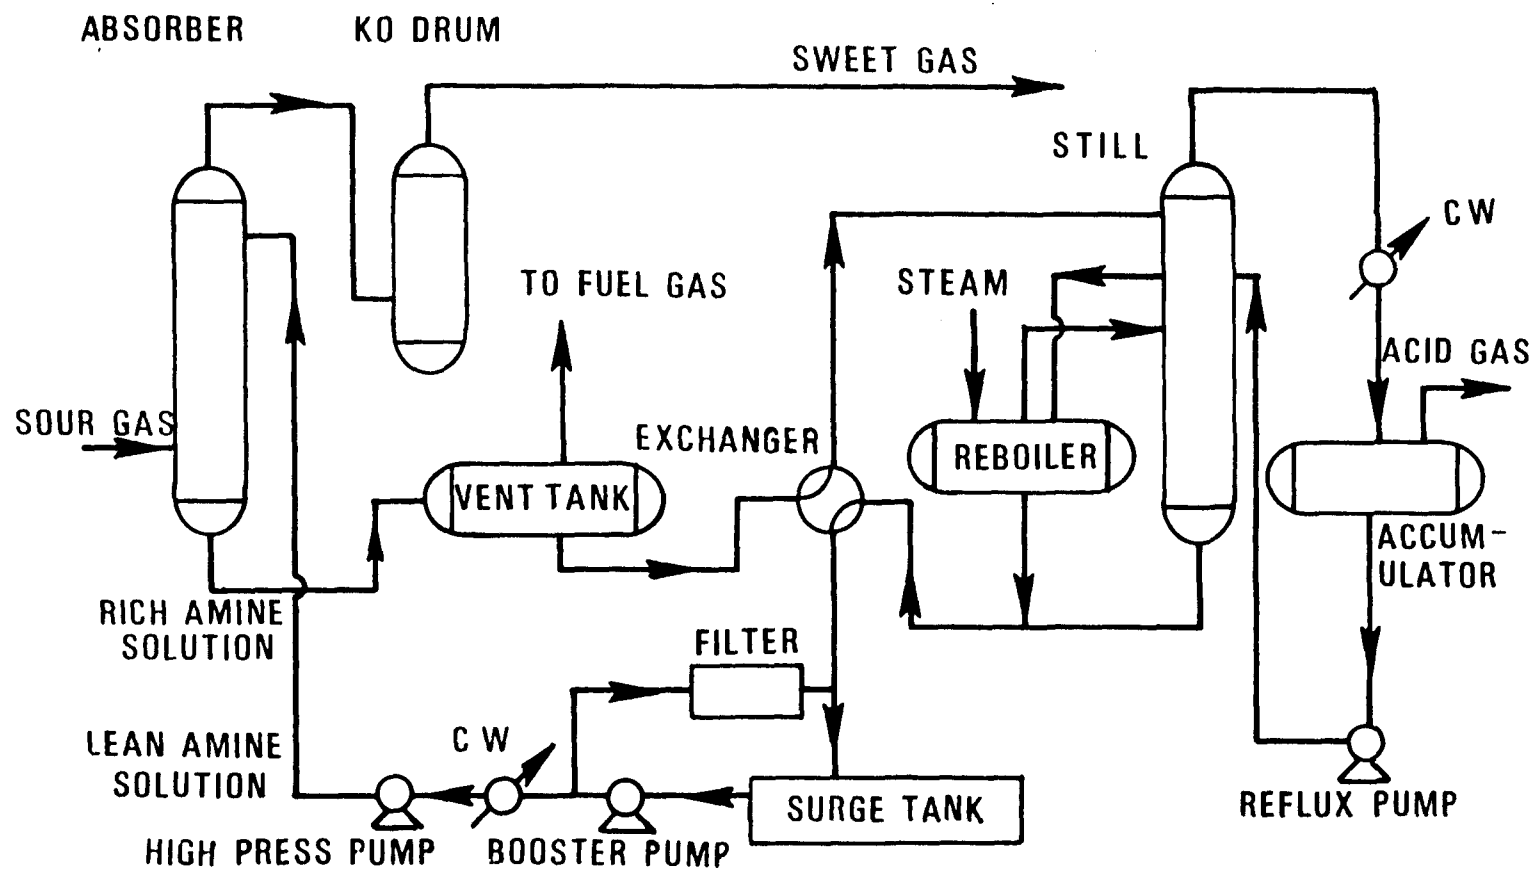 ABSORBER
KO DRUM
SWEET GAS
STILL
CW
TO FUEL GAS
STEAM
ACID GAS
SOUR GAS
EXCHANGER
REBOILER
VENT TANK
ACCUM-
ULATOR
RICH AMINE
SOLUTION
FILTER
LEAN AMINE
SOLUTION
CW
SURGE TANK
REFLUX PUMP
HIGH PRESS PUMP
BOOSTER PUMP